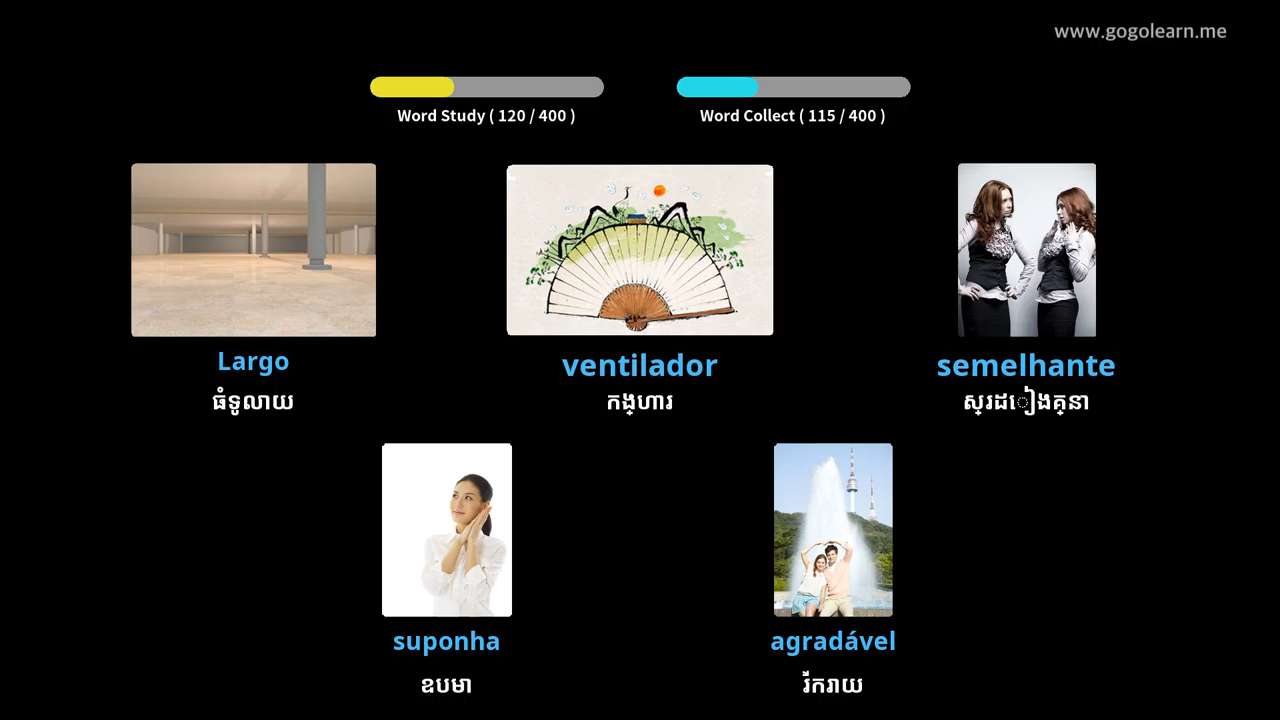 www.gogolearn.me
Word Study ( 120 / 400 )
Word Collect ( 115 / 400 )
Largo
ventilador
semelhante
ធំទូលាយ
កង្ហារ
ស្រដៀងគ្នា
suponha
agradável
ឧបមា
រីករាយ